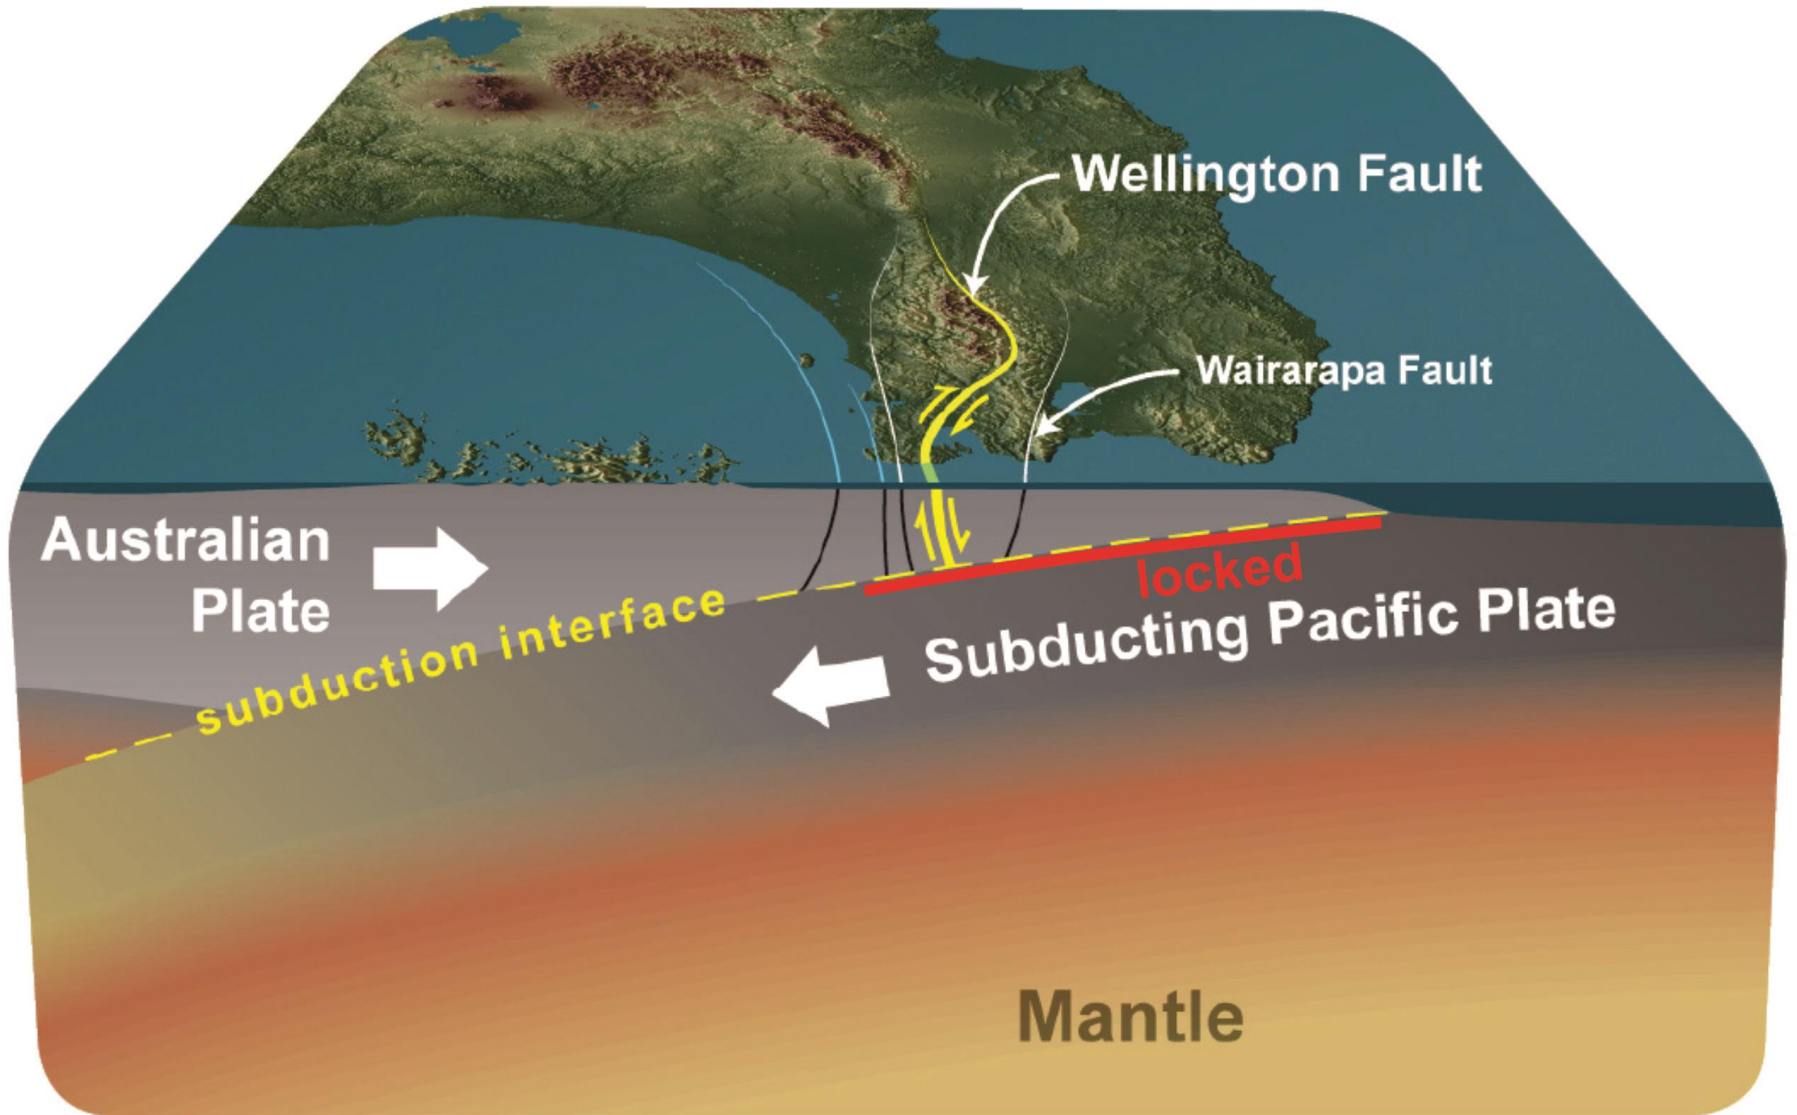 Wellington Fault
Wairarapa Fault
Australian
Plate
subduction interface
locked
Subducting Pacific Plate
Mantle